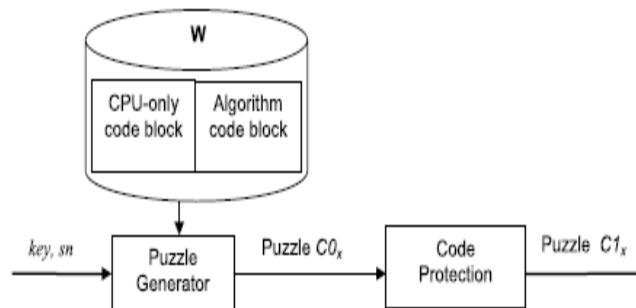 W
CPU-only
code block
Algorithm
code block
key, sn
Puzzle
Generator
Puzzle C0x
Code
Protection
Puzzle C1x